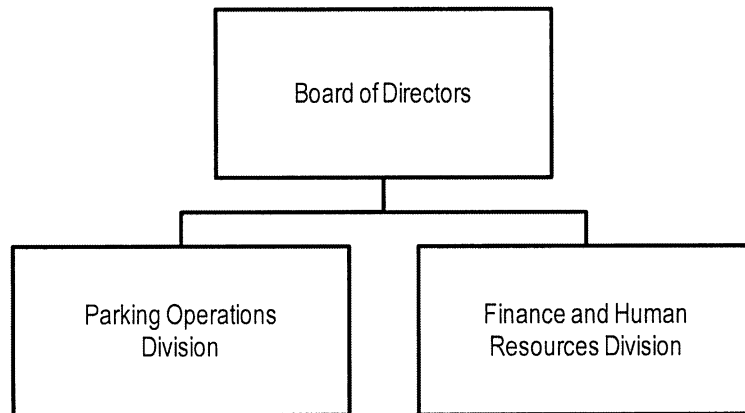 Board of Directors
Parking Operations
Division
Finance and Human
Resources Division